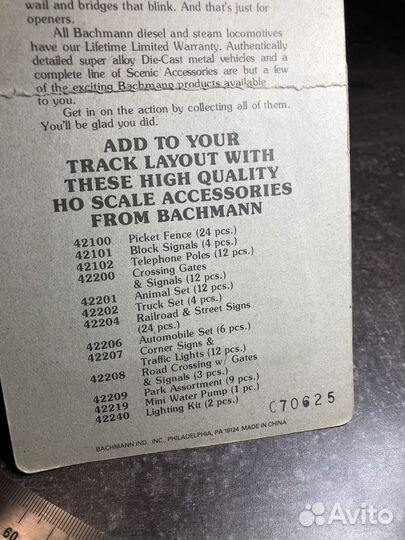 wail and bridges that blink. And that's just for
openers.
All Bachmann diesel and steam locomotives
have our Lifetime Limited Warranty. Authentically
detailed super alloy Die-Cast metal vehicles and a
complete line of Scenic Accessories are but a few
of the exciting Bachmann products available
to you.
Get in on the action by collecting all of them.
You'll be glad you did.
ADD TO YOUR
TRACK LAYOUT WITH
THESE HIGH QUALITY
HO SCALE ACCESSORIES
FROM BACHMANN
42100 Picket Fence (24 pcs.)
42101 Block Signals (4 pcs.)
42102 Telephone Poles (12 pcs.)
42200 Crossing Gates
& Signals (12 pcs.)
42201 Animal Set (12 pcs.)
42202 Truck Set (4 pcs.)
42204 Railroad & Street Signs
(24 pcs.)
42206 Automobile Set (6 pcs.)
42207 Corner Signs &
Traffic Lights (12 pcs.)
42208 Road Crossing w/ Gates
& Signals (3 pcs.)
42209 Park Assortment (9 pcs.)
42219 Mini Water Pump (1 pc.)
42240 Lighting Kit (2 pcs.)
C70625
BACHMANN IND. INC., PHILADELPHIA, PA 19124 MADE IN CHINA
60
Avito